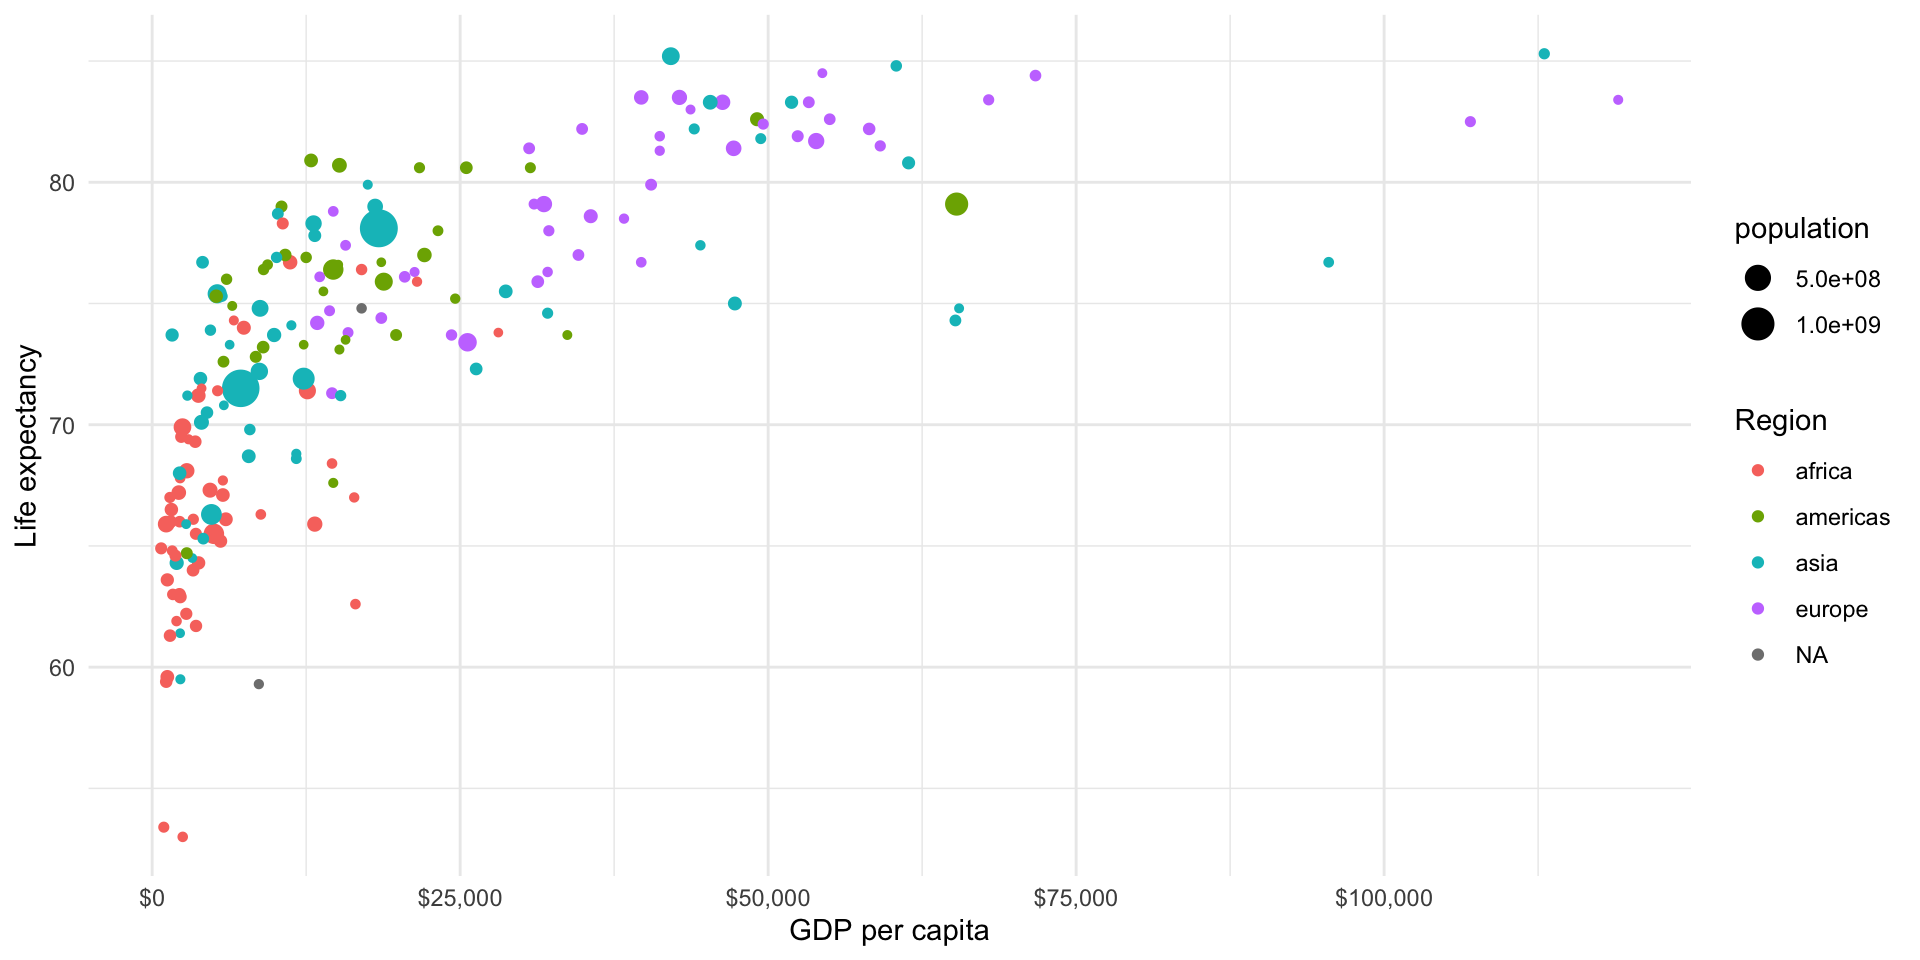 80
70
60
Life expectancy
$0
$25,000
$50,000
$75,000
$100,000
GDP per capita
population
5.0e+08
1.0e+09
Region
africa
americas
asia
europe
NA